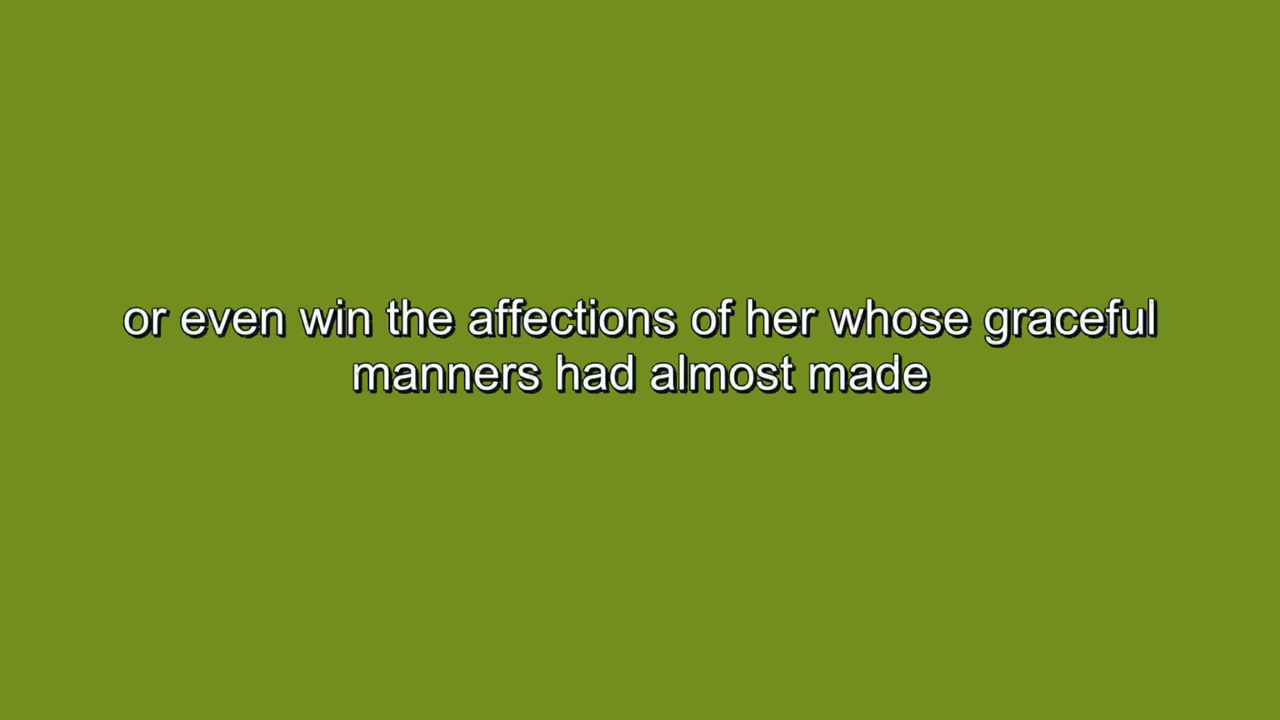 or even win the affections of her whose graceful
manners had almost made